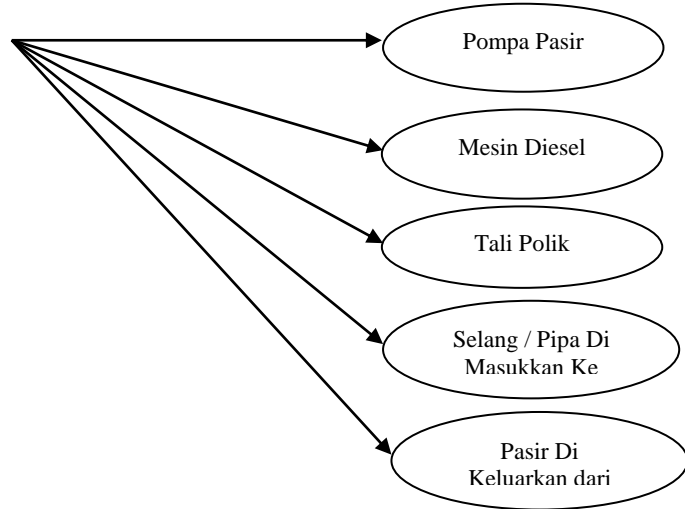 Pompa Pasir
Mesin Diesel
Tali Polik
Selang / Pipa Di
Masukkan Ke
Pasir Di
Keluarkan dari